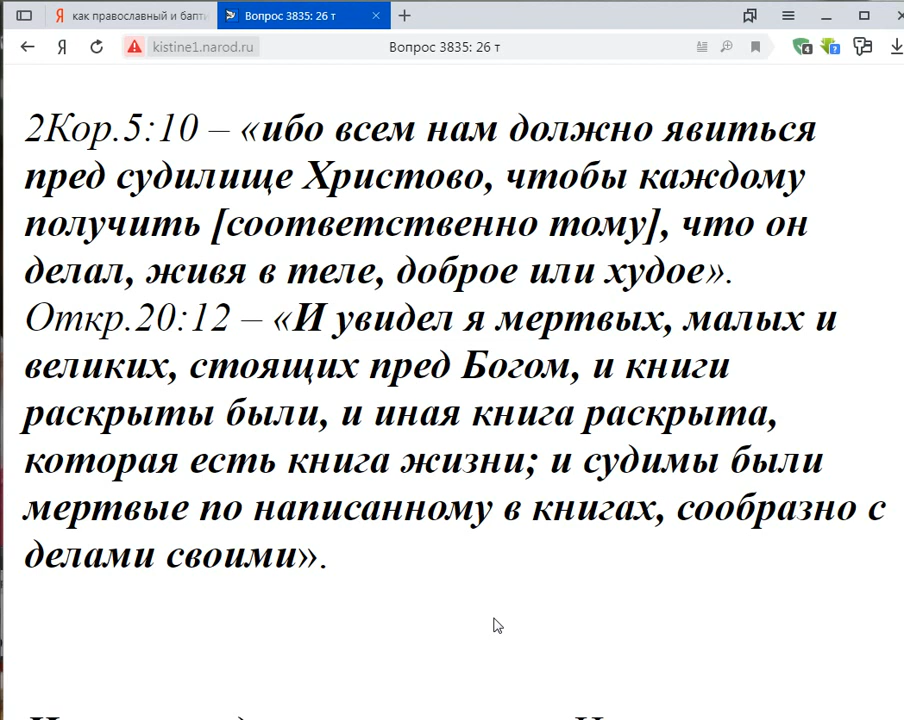 как православный и бапти
Вопрос 3835: 26 т
Я kistine1.narod.ru Вопрос 3835: 26 т
2Кор.5:10 – «ибо всем нам должно явиться
пред судилище Христово, чтобы каждому
получить [соответственно тому], что он
делал, живя в теле, доброе или худое».
Откр.20:12 – «И увидел я мертвых, малых и
великих, стоящих пред Богом, и книги
раскрыты были, и иная книга раскрыта,
которая есть книга жизни; и судимы были
мертвые по написанному в книгах, сообразно с
делами своими».